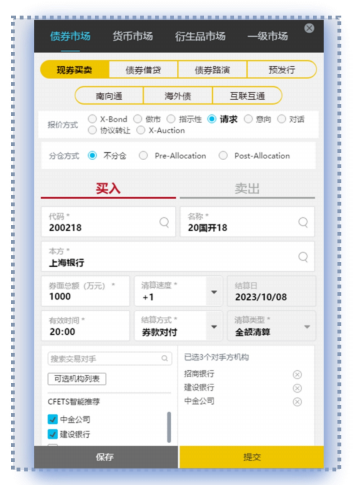 债券市场 货币市场 衍生品市场 一级市场
现券买卖 债券借贷 债券路演 预发行
南向通 海外债 互联互通
报价方式 X-Bond 做市 指示性 请求 意向 对话
协议转让 X-Auction
分仓方式 不分仓 Pre-Allocation Post-Allocation
买入 卖出
代码 * 名称 *
200218 20国开18
本方 *
上海银行
券面总额（万元） * 清算速度 * 结算日
1000 +1 2023/10/08
有效时间 * 结算方式 * 清算类型 *
20:00 券款对付 全额清算
搜索交易对手 已选3个对手方机构
可选机构列表 招商银行
建设银行
CFETS智能推荐 中金公司
中金公司
建设银行
保存 提交